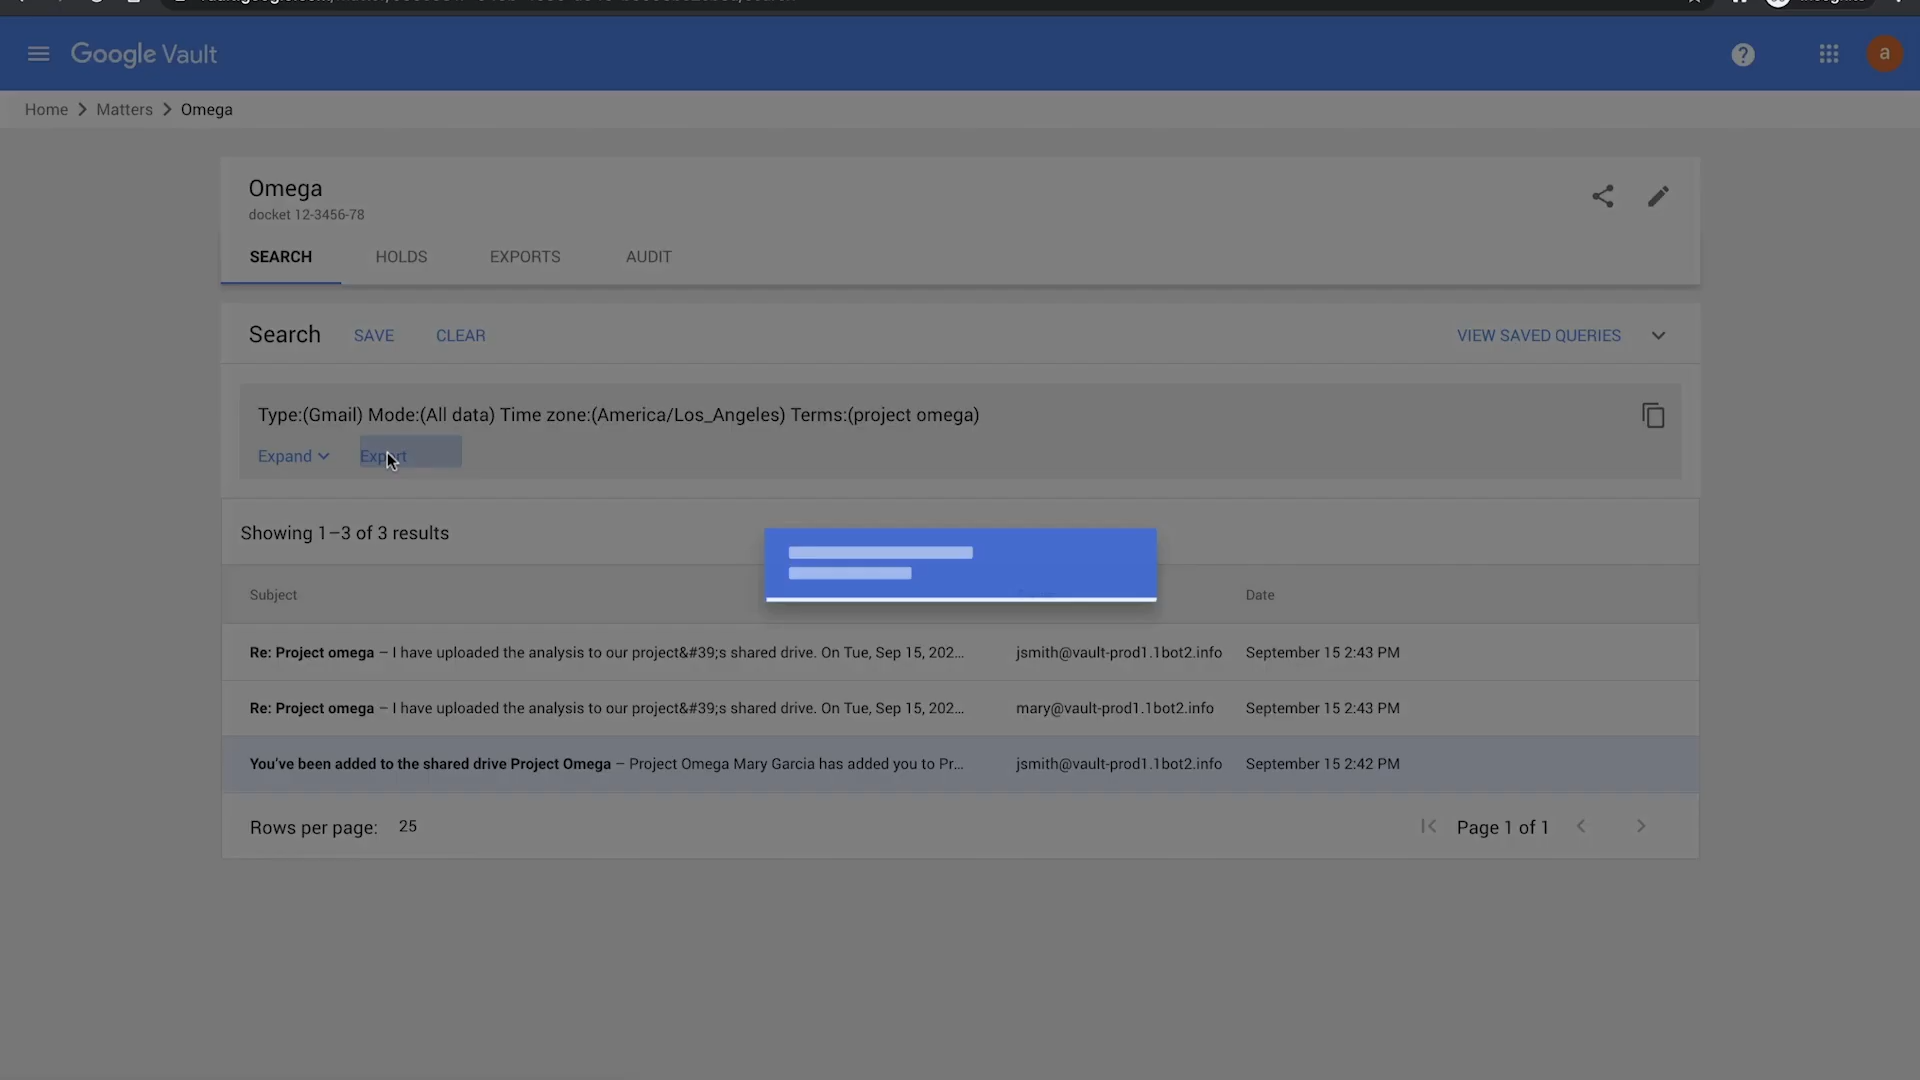 Google Vault
a
Home > Matters > Omega
Omega
docket 12-3456-78
SEARCH HOLDS EXPORTS AUDIT
Search SAVE CLEAR VIEW SAVED QUERIES
Type:(Gmail) Mode:(All data) Time zone:(America/Los_Angeles) Terms:(project omega)
Expand Export
Showing 1–3 of 3 results
Subject Date
Re: Project omega – I have uploaded the analysis to our project&#39;s shared drive. On Tue, Sep 15, 202... jsmith@vault-prod1.1bot2.info September 15 2:43 PM
Re: Project omega – I have uploaded the analysis to our project&#39;s shared drive. On Tue, Sep 15, 202... mary@vault-prod1.1bot2.info September 15 2:43 PM
You've been added to the shared drive Project Omega – Project Omega Mary Garcia has added you to Pr... jsmith@vault-prod1.1bot2.info September 15 2:42 PM
Rows per page: 25 Page 1 of 1